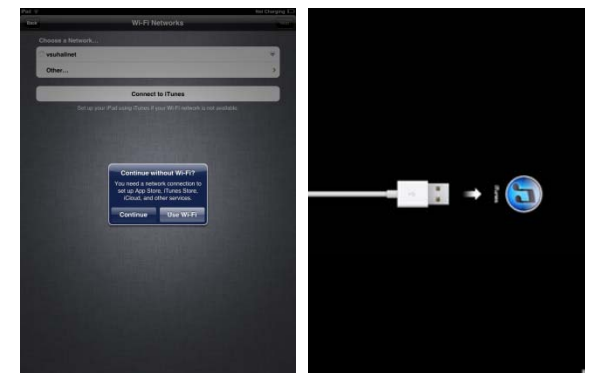 iPad
Not Charging
Back
Wi-Fi Networks
Choose a Network...
vsuhallnet
Other...
Connect to iTunes
Set up your iPad using iTunes if your Wi-Fi network is not available.
Continue without Wi-Fi?
You need a network connection to
set up App Store, iTunes Store,
iCloud, and other services.
Continue
Use Wi-Fi
iTunes